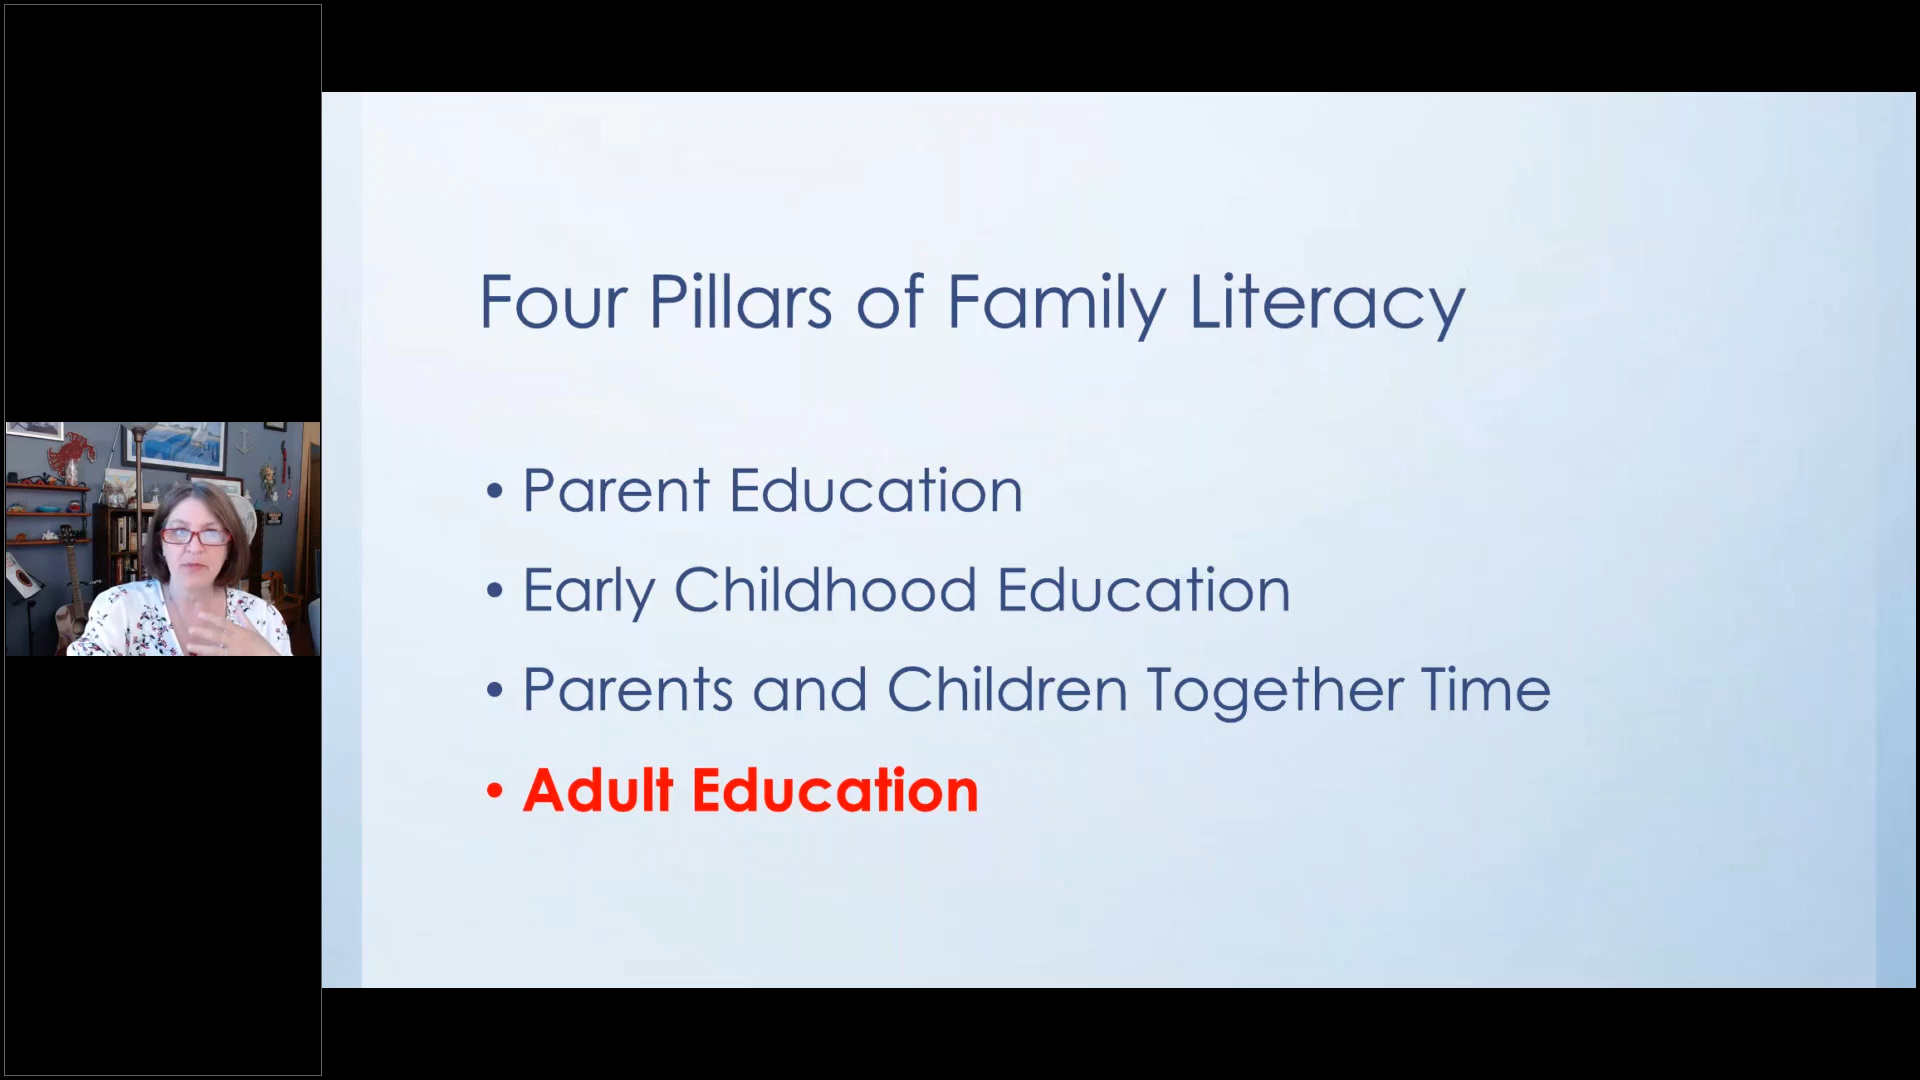 Four Pillars of Family Literacy
• Parent Education
• Early Childhood Education
• Parents and Children Together Time
• Adult Education